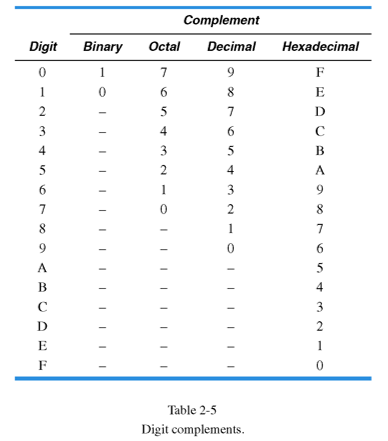 Complement
Digit Binary Octal Decimal Hexadecimal
0 1 7 9 F
1 0 6 8 E
2 – 5 7 D
3 – 4 6 C
4 – 3 5 B
5 – 2 4 A
6 – 1 3 9
7 – 0 2 8
8 – – 1 7
9 – – 0 6
A – – – 5
B – – – 4
C – – – 3
D – – – 2
E – – – 1
F – – – 0
Table 2-5
Digit complements.